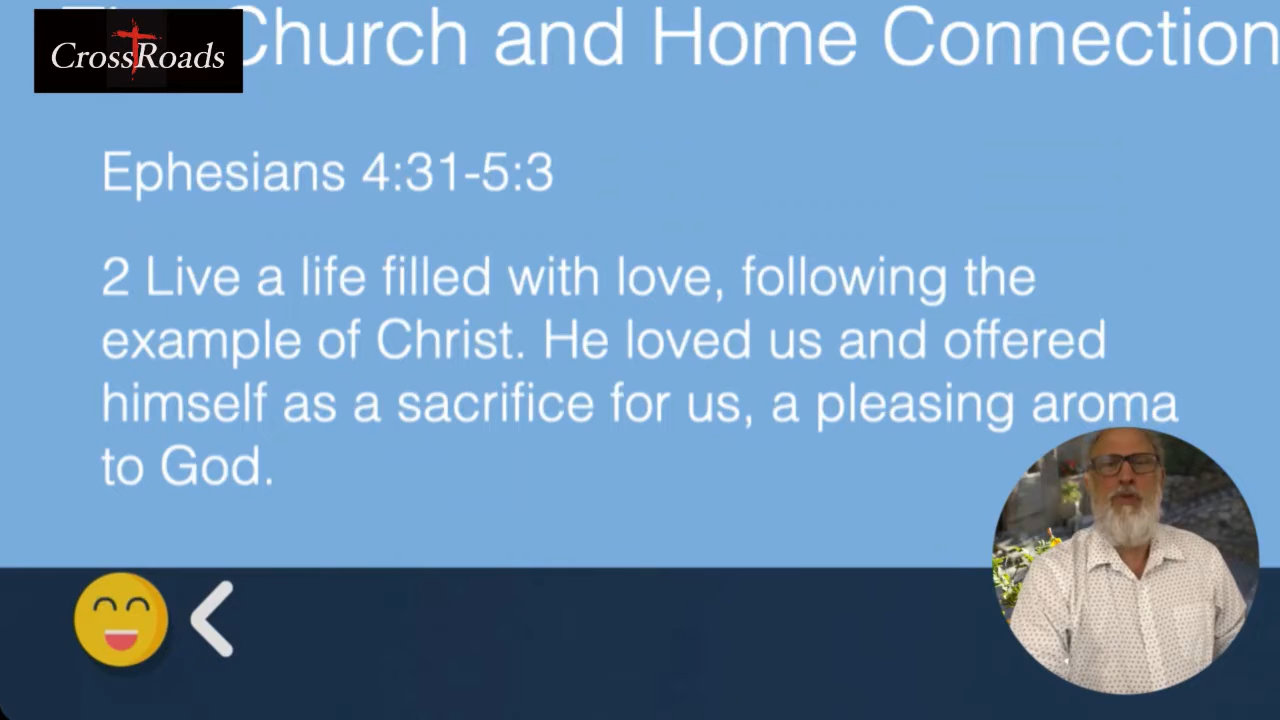 CrossRoads
Church and Home Connection
Ephesians 4:31-5:3
2 Live a life filled with love, following the
example of Christ. He loved us and offered
himself as a sacrifice for us, a pleasing aroma
to God.